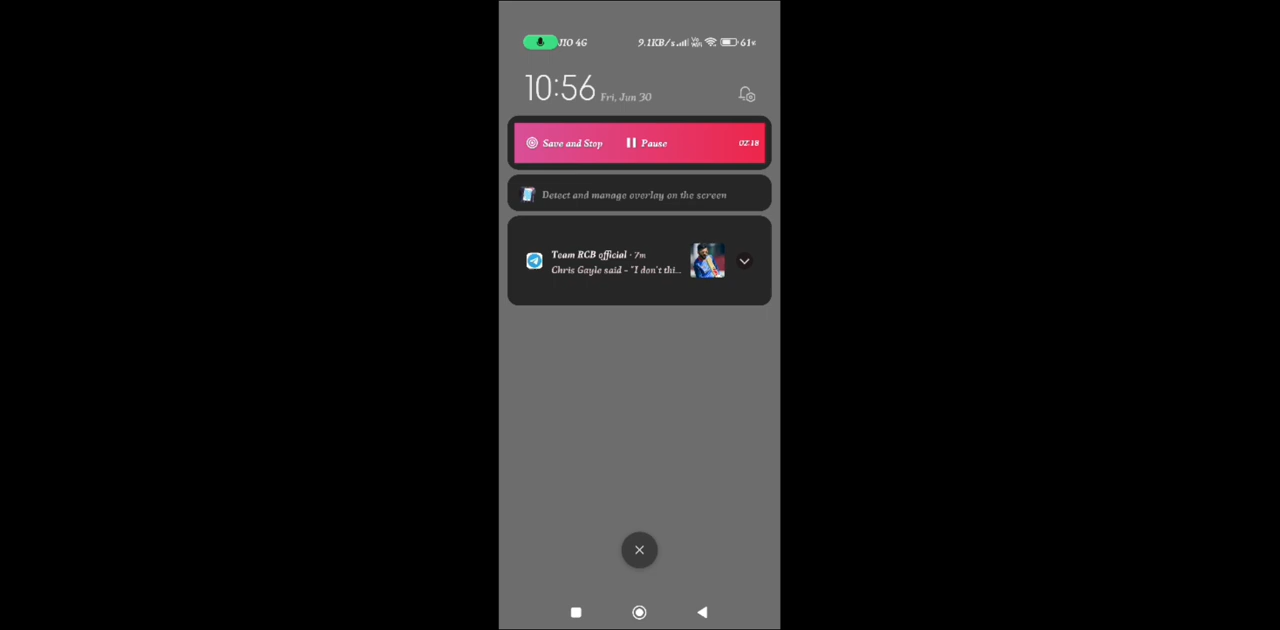 JIO 4G 9.1KB/s Vo 61
10:56 Fri, Jun 30
Save and Stop Pause 02:18
Detect and manage overlay on the screen
Team RCB official · 7m
Chris Gayle said - "I don't thi...